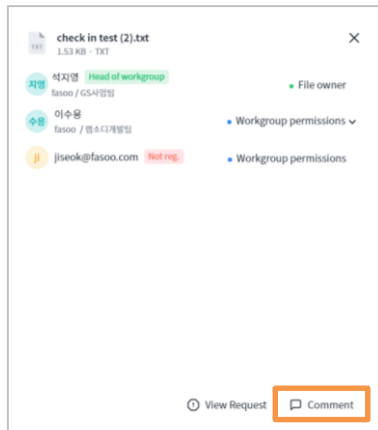 check in test (2).txt
TXT
1.53 KB · TXT
지영
석지영 Head of workgroup
fasoo / GS사업팀
File owner
수용
이수용
fasoo / 랩소디개발팀
Workgroup permissions
ji
jiseok@fasoo.com Not reg.
Workgroup permissions
View Request
Comment